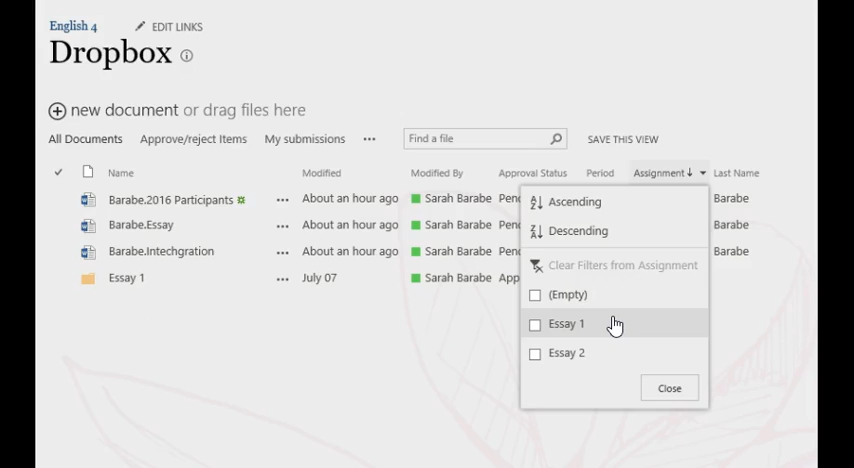 English 4 EDIT LINKS
Dropbox
new document or drag files here
All Documents Approve/reject Items My submissions ••• Find a file SAVE THIS VIEW
Name Modified Modified By Approval Status Period Assignment Last Name
Barabe.2016 Participants ••• About an hour ago Sarah Barabe Pend Barabe
Barabe.Essay ••• About an hour ago Sarah Barabe Pend Barabe
Barabe.Intechgration ••• About an hour ago Sarah Barabe Pend Barabe
Essay 1 ••• July 07 Sarah Barabe App
Ascending
Descending
Clear Filters from Assignment
(Empty)
Essay 1
Essay 2
Close